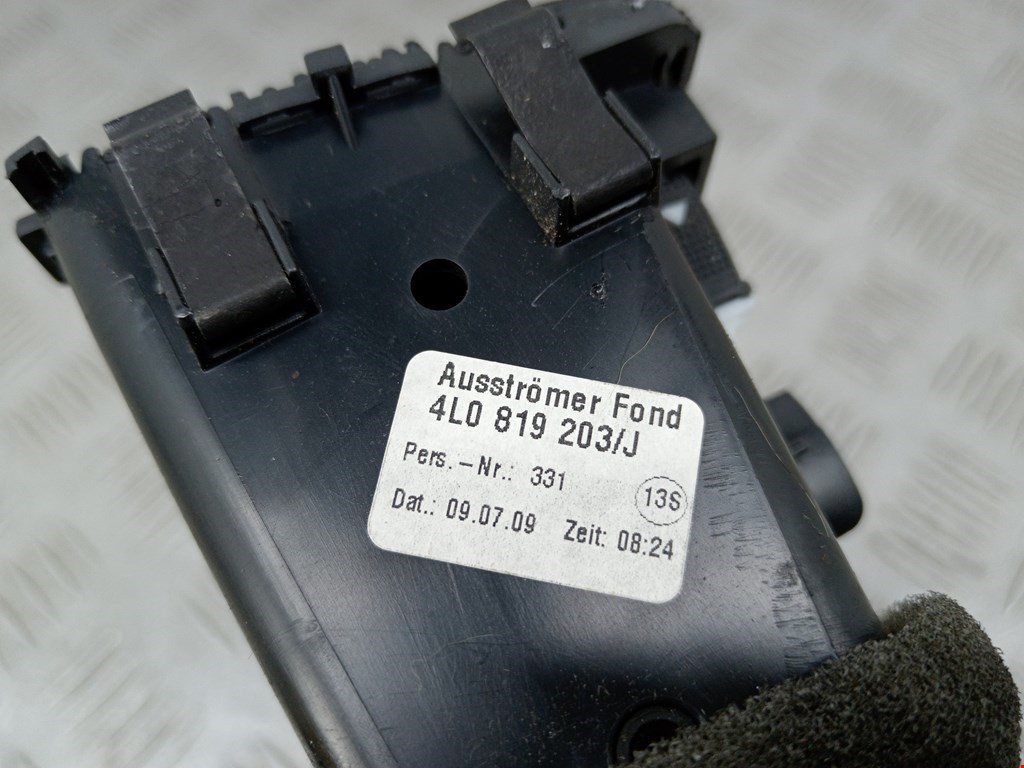 Ausströmer Fond
4L0 819 203/J
Pers.-Nr.: 331
13S
Dat.: 09.07.09 Zeit: 08:24